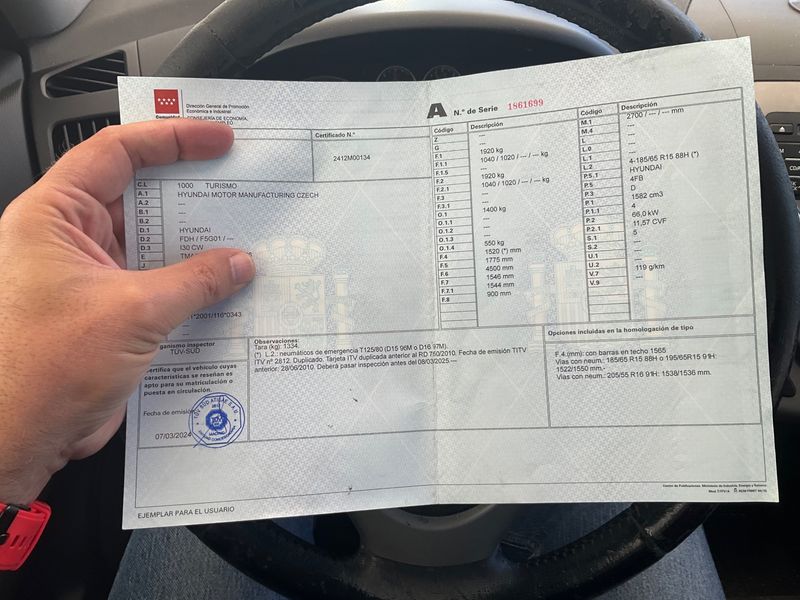 Dirección General de Promoción
Económica e Industrial
CONSEJERÍA DE ECONOMÍA,
Certificado N.º
2412M00134
C.L 1000 TURISMO
A.1 HYUNDAI MOTOR MANUFACTURING CZECH
A.2 ---
B.1 ---
B.2 ---
D.1 HYUNDAI
D.2 FDH / F5G01 / ---
D.3 I30 CW
E
J
*2001/116*0343
Organismo inspector
TÜV-SUD
Certifica que el vehículo cuyas
características se reseñan es
apto para su matriculación o
puesta en circulación.
Fecha de emisión
07/03/2024
Observaciones:
Tara (kg): 1334.
(*) L.2.: neumáticos de emergencia T125/80 (D15 96M o D16 97M).
ITV nº 2812. Duplicado. Tarjeta ITV duplicada anterior al RD 750/2010. Fecha de emisión TITV
anterior: 28/06/2010. Deberá pasar inspección antes del 08/03/2025.---
EJEMPLAR PARA EL USUARIO
A N.º de Serie 1861699
Código Descripción
G
F.1
F.1.1
F.1.5
F.2
F.2.1
F.3
F.3.1
O.1
O.1.1
O.1.2
O.1.3
O.1.4
F.4
F.5
F.6
F.7
F.7.1
F.8
---
---
1920 kg
1040 / 1020 / --- / --- kg
---
1920 kg
1040 / 1020 / --- / --- kg
---
---
1400 kg
---
---
550 kg
1520 (*) mm
1775 mm
4500 mm
1546 mm
1544 mm
900 mm
Código Descripción
M.1
M.4
L
L.0
L.1
L.2
P.5.1
P.5
P.3
P.1
P.1.1
P.2
P.2.1
S.1
S.2
U.1
U.2
V.7
V.9
2700 / --- / --- mm
---
---
---
4-185/65 R15 88H (*)
HYUNDAI
4FB
D
1582 cm3
4
66,0 kW
11,57 CVF
5
---
---
---
119 g/km
---
Opciones incluidas en la homologación de tipo
F.4.(mm): con barras en techo 1565
Vías con neum.: 185/65 R15 88H o 195/65R15 91H:
1522/1550 mm.
Vías con neum.: 205/55 R16 91H: 1538/1536 mm.